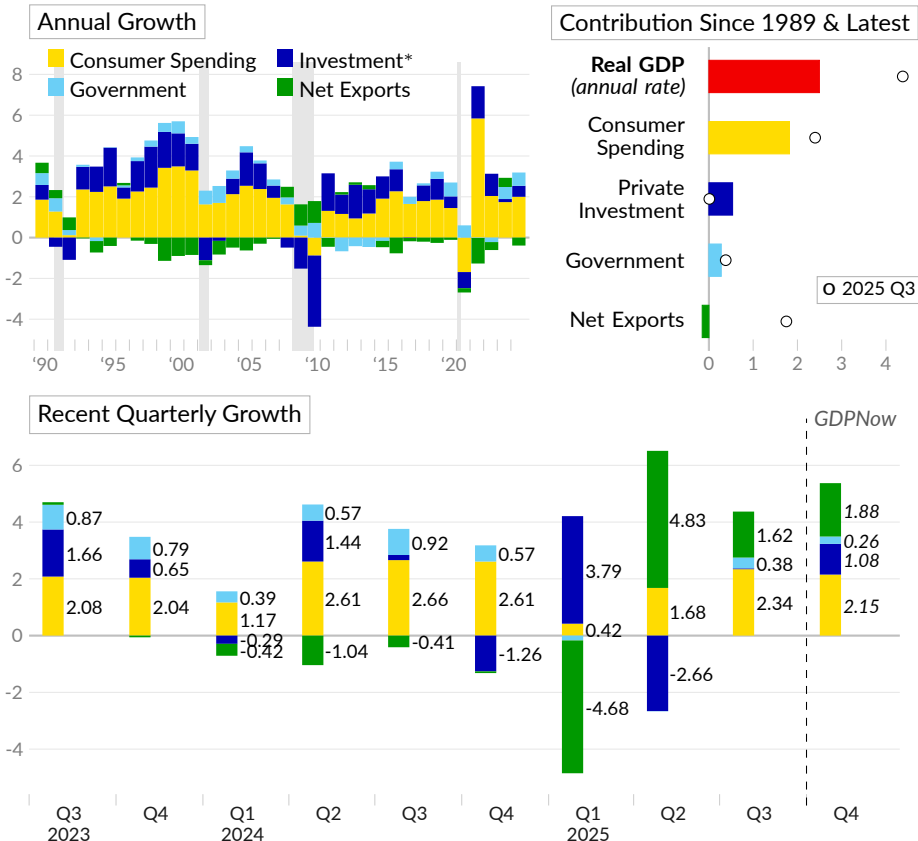 Annual Growth
Consumer Spending
Investment*
Government
Net Exports
8
6
4
2
0
-2
-4
‘90
‘95
‘00
‘05
‘10
‘15
‘20
Contribution Since 1989 & Latest
Real GDP
(annual rate)
Consumer
Spending
Private
Investment
Government
Net Exports
2025 Q3
0
1
2
3
4
Recent Quarterly Growth
GDPNow
6
4
2
0
-2
-4
0.87
1.66
2.08
0.79
0.65
2.04
0.39
1.17
-0.29
-0.42
0.57
1.44
2.61
-1.04
0.92
2.66
-0.41
0.57
2.61
-1.26
3.79
0.42
-4.68
4.83
1.68
-2.66
1.62
0.38
2.34
1.88
0.26
1.08
2.15
Q3
2023
Q4
Q1
2024
Q2
Q3
Q4
Q1
2025
Q2
Q3
Q4